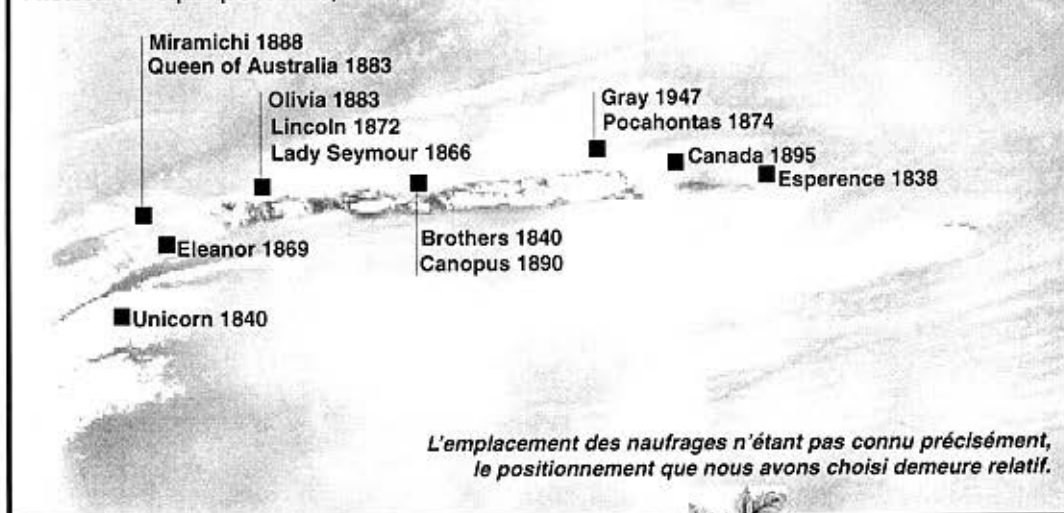 Miramichi 1888
Queen of Australia 1883
Olivia 1883
Lincoln 1872
Lady Seymour 1866
Gray 1947
Pocahontas 1874
Canada 1895
Esperence 1838
Eleanor 1869
Brothers 1840
Canopus 1890
Unicorn 1840
L'emplacement des naufrages n'étant pas connu précisément,
le positionnement que nous avons choisi demeure relatif.